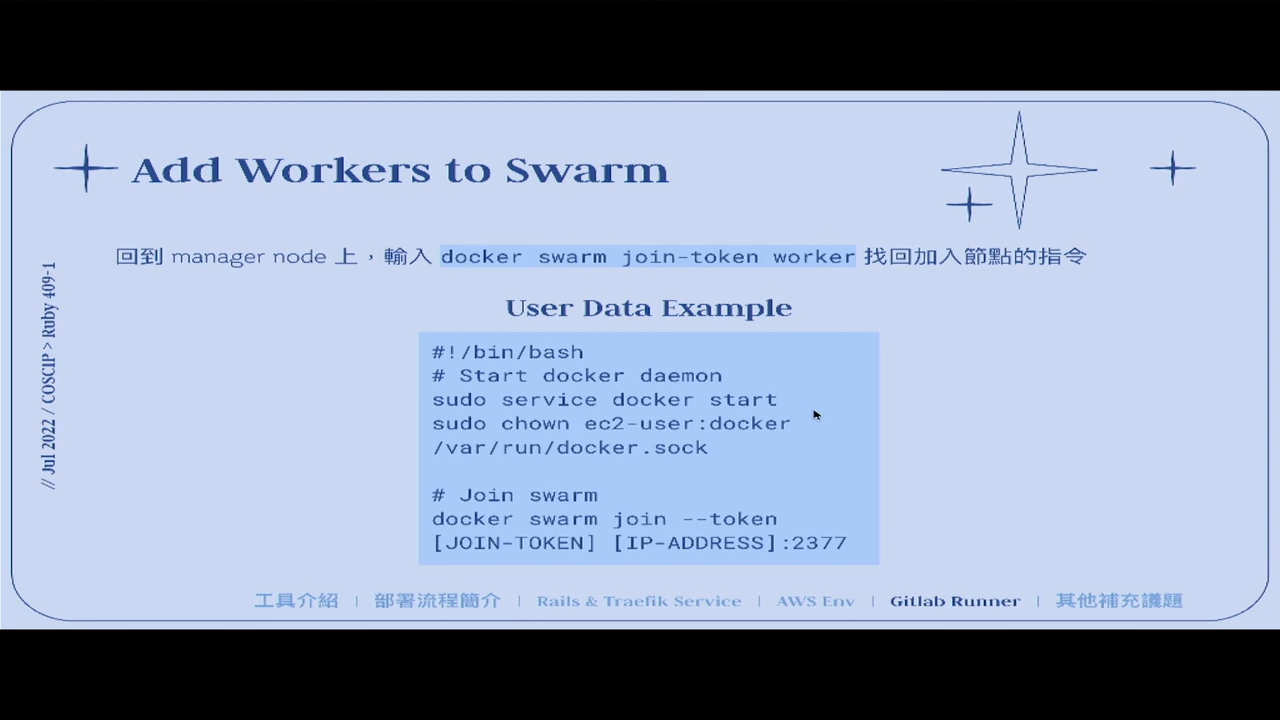 Add Workers to Swarm
回到 manager node 上，輸入 docker swarm join-token worker 找回加入節點的指令
// Jul 2022 / COSCIP > Ruby 409-1
User Data Example
#!/bin/bash
# Start docker daemon
sudo service docker start
sudo chown ec2-user:docker
/var/run/docker.sock
# Join swarm
docker swarm join --token
[JOIN-TOKEN] [IP-ADDRESS]:2377
工具介紹 | 部署流程簡介 | Rails & Traefik Service | AWS Env | Gitlab Runner | 其他補充議題